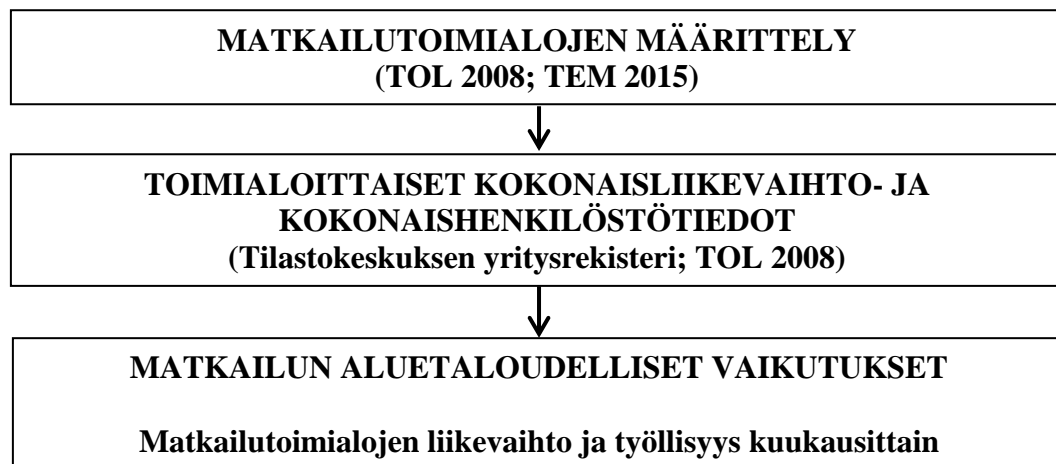 MATKAILUTOIMIALOJEN MÄÄRITTELY
(TOL 2008; TEM 2015)
TOIMIALOITTAISET KOKONAISLIIKEVAIHTO- JA
KOKONAISHENKILÖSTÖTIEDOT
(Tilastokeskuksen yritysrekisteri; TOL 2008)
MATKAILUN ALUETALOUDELLISET VAIKUTUKSET
Matkailutoimialojen liikevaihto ja työllisyys kuukausittain